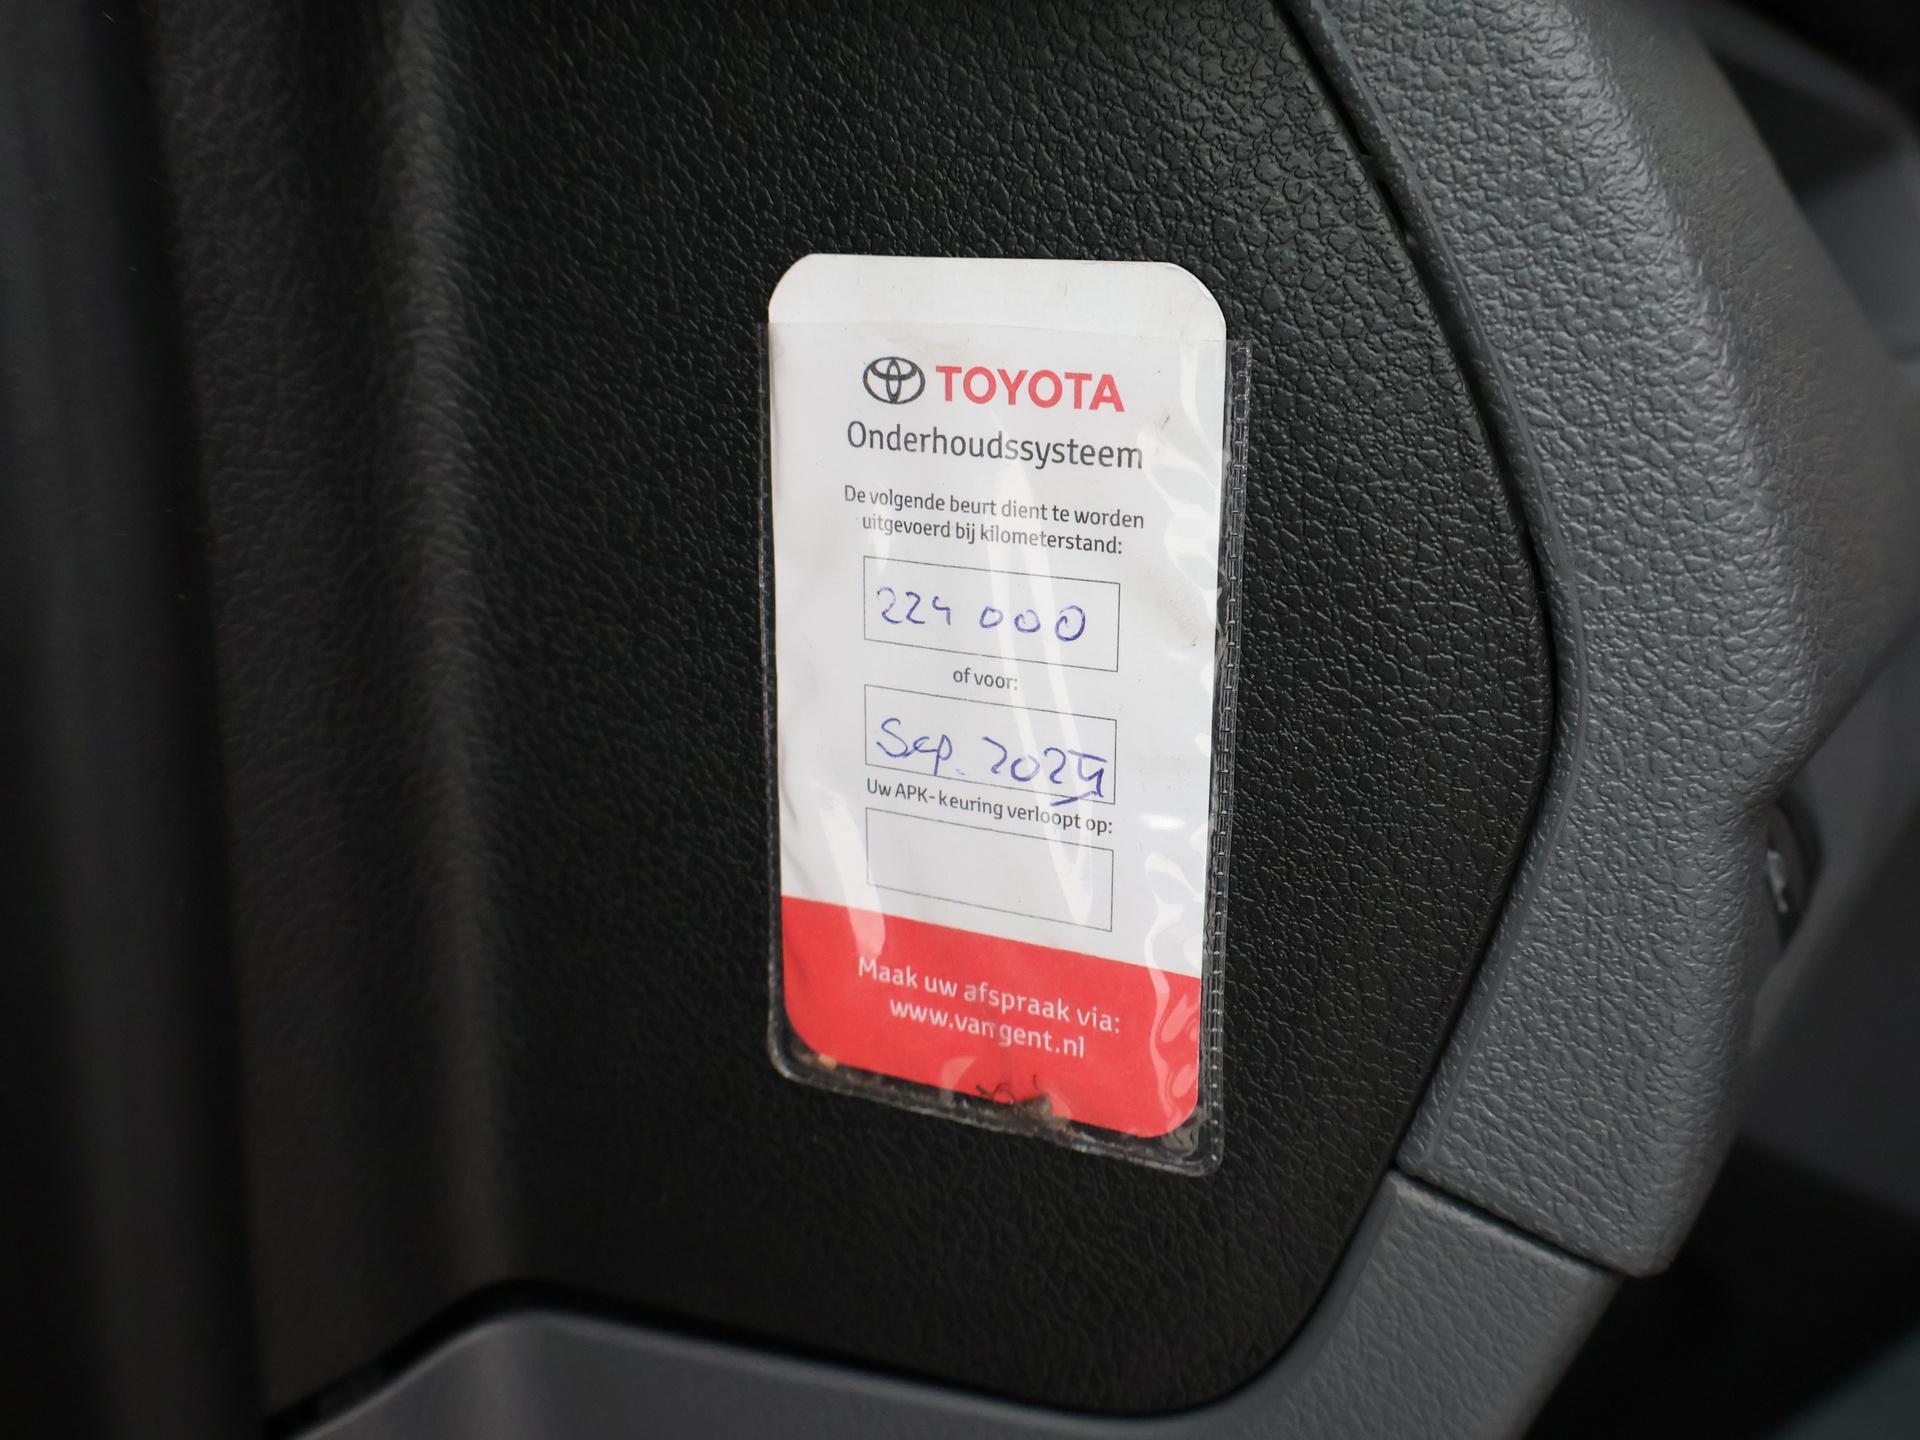 TOYOTA
Onderhoudssysteem
De volgende beurt dient te worden
uitgevoerd bij kilometerstand:
224 000
of voor:
Sep. 2024
Uw APK-keuring verloopt op:
Maak uw afspraak via:
www.vangent.nl